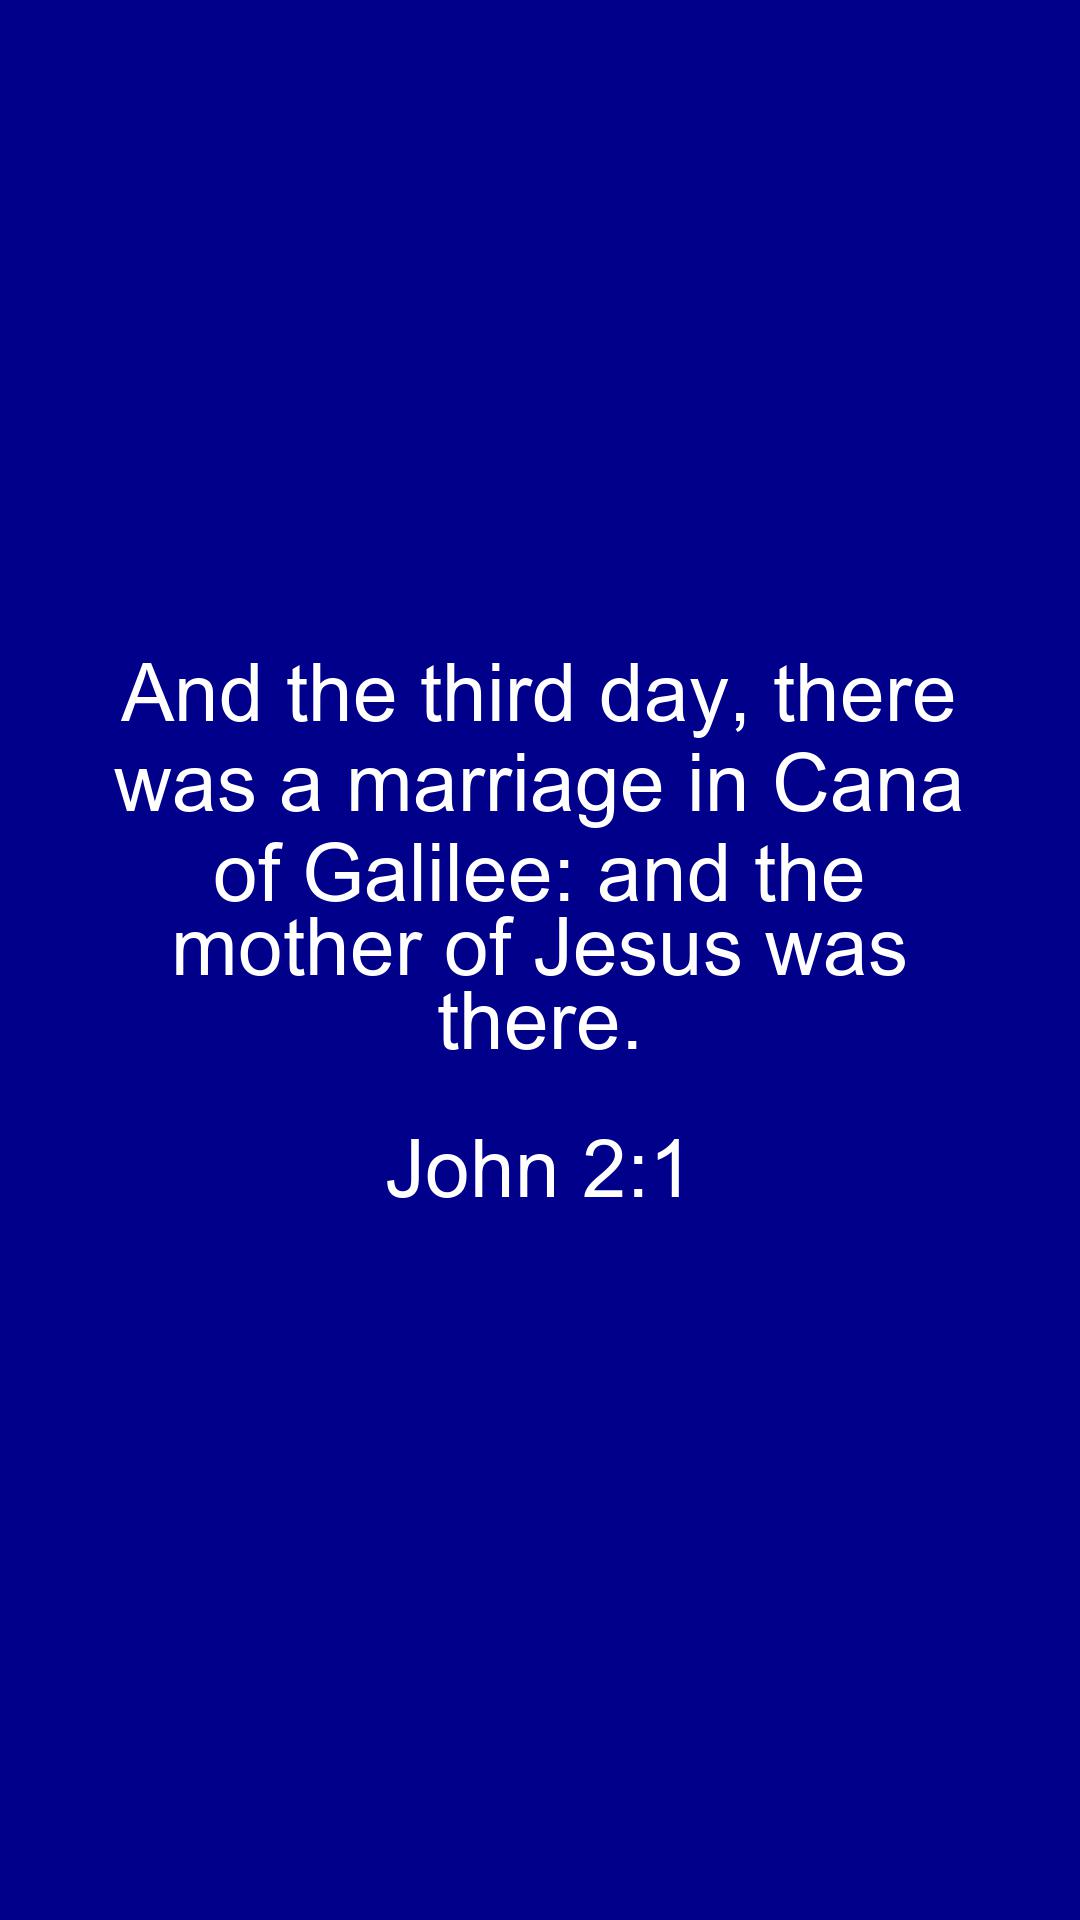 And the third day, there
was a marriage in Cana
of Galilee: and the
mother of Jesus was
there.
John 2:1